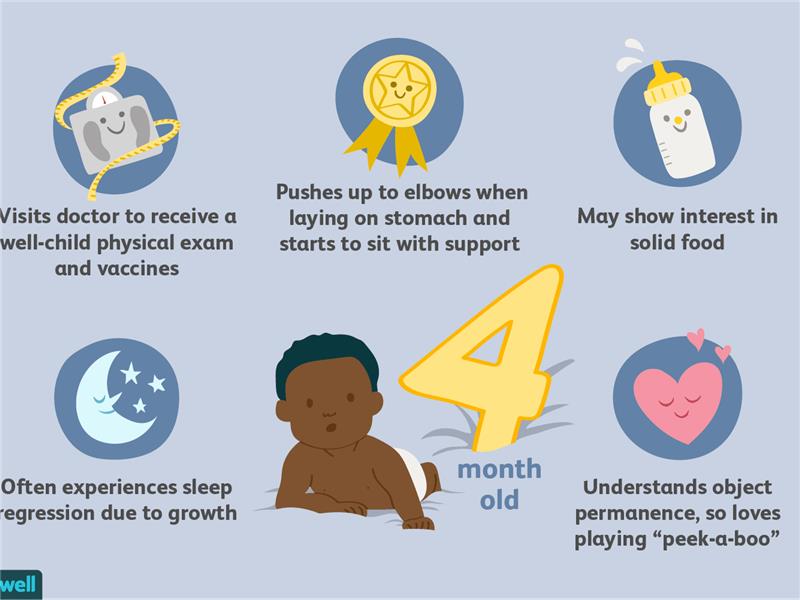 Visits doctor to receive a
well-child physical exam
and vaccines
Pushes up to elbows when
laying on stomach and
starts to sit with support
May show interest in
solid food
4
month
old
Often experiences sleep
regression due to growth
Understands object
permanence, so loves
playing “peek-a-boo”
well